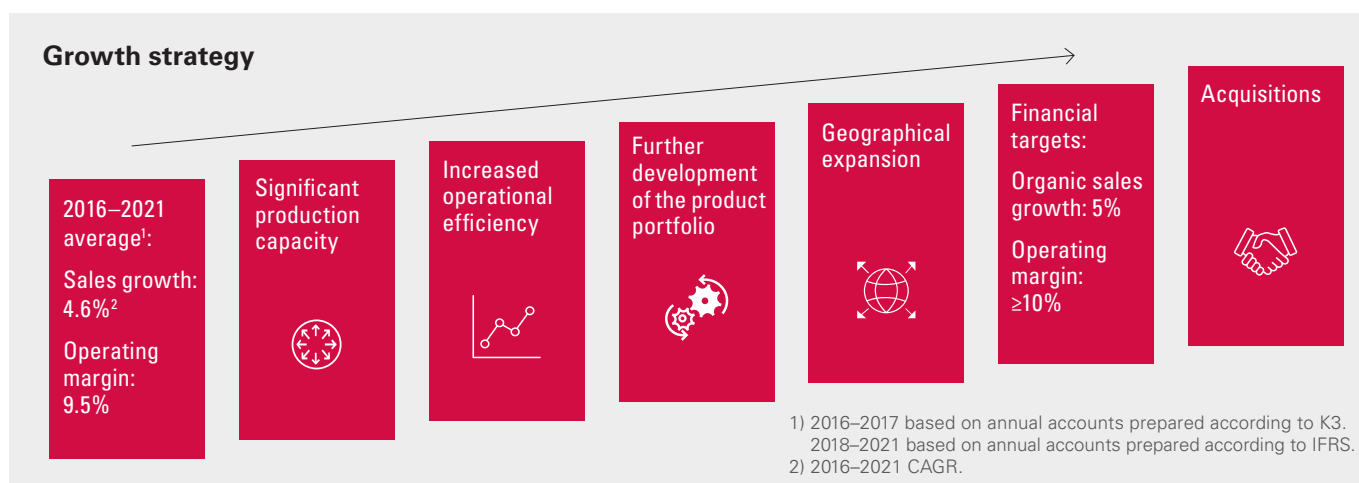 Growth strategy
2016–2021
average¹:
Sales growth:
4.6%²
Operating
margin:
9.5%
Significant
production
capacity
Increased
operational
efficiency
Further
development
of the product
portfolio
Geographical
expansion
Financial
targets:
Organic sales
growth: 5%
Operating
margin:
≥10%
Acquisitions
1) 2016–2017 based on annual accounts prepared according to K3.
2018–2021 based on annual accounts prepared according to IFRS.
2) 2016–2021 CAGR.